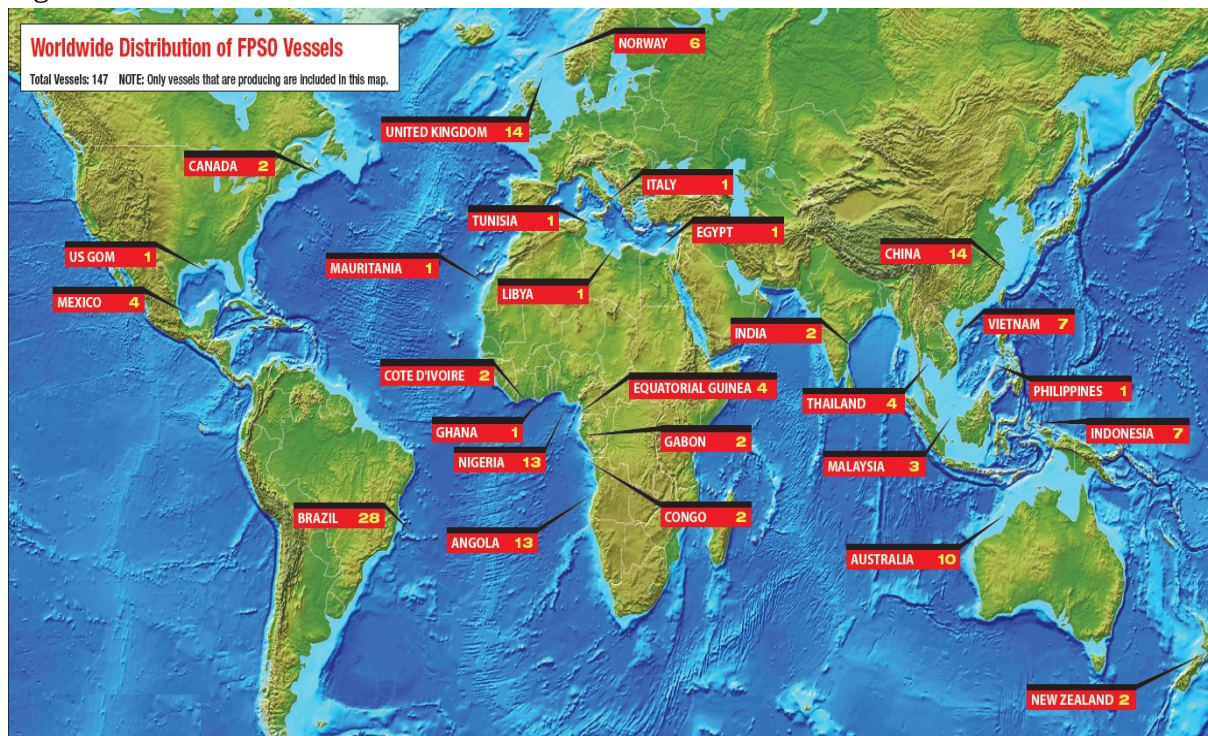 Worldwide Distribution of FPSO Vessels
Total Vessels: 147 NOTE: Only vessels that are producing are included in this map.
NORWAY 6
UNITED KINGDOM 14
CANADA 2
ITALY 1
TUNISIA 1
EGYPT 1
US GOM 1
MAURITANIA 1
CHINA 14
LIBYA 1
MEXICO 4
INDIA 2
VIETNAM 7
COTE D'IVOIRE 2
EQUATORIAL GUINEA 4
THAILAND 4
PHILIPPINES 1
GHANA 1
GABON 2
INDONESIA 7
NIGERIA 13
MALAYSIA 3
BRAZIL 28
CONGO 2
ANGOLA 13
AUSTRALIA 10
NEW ZEALAND 2